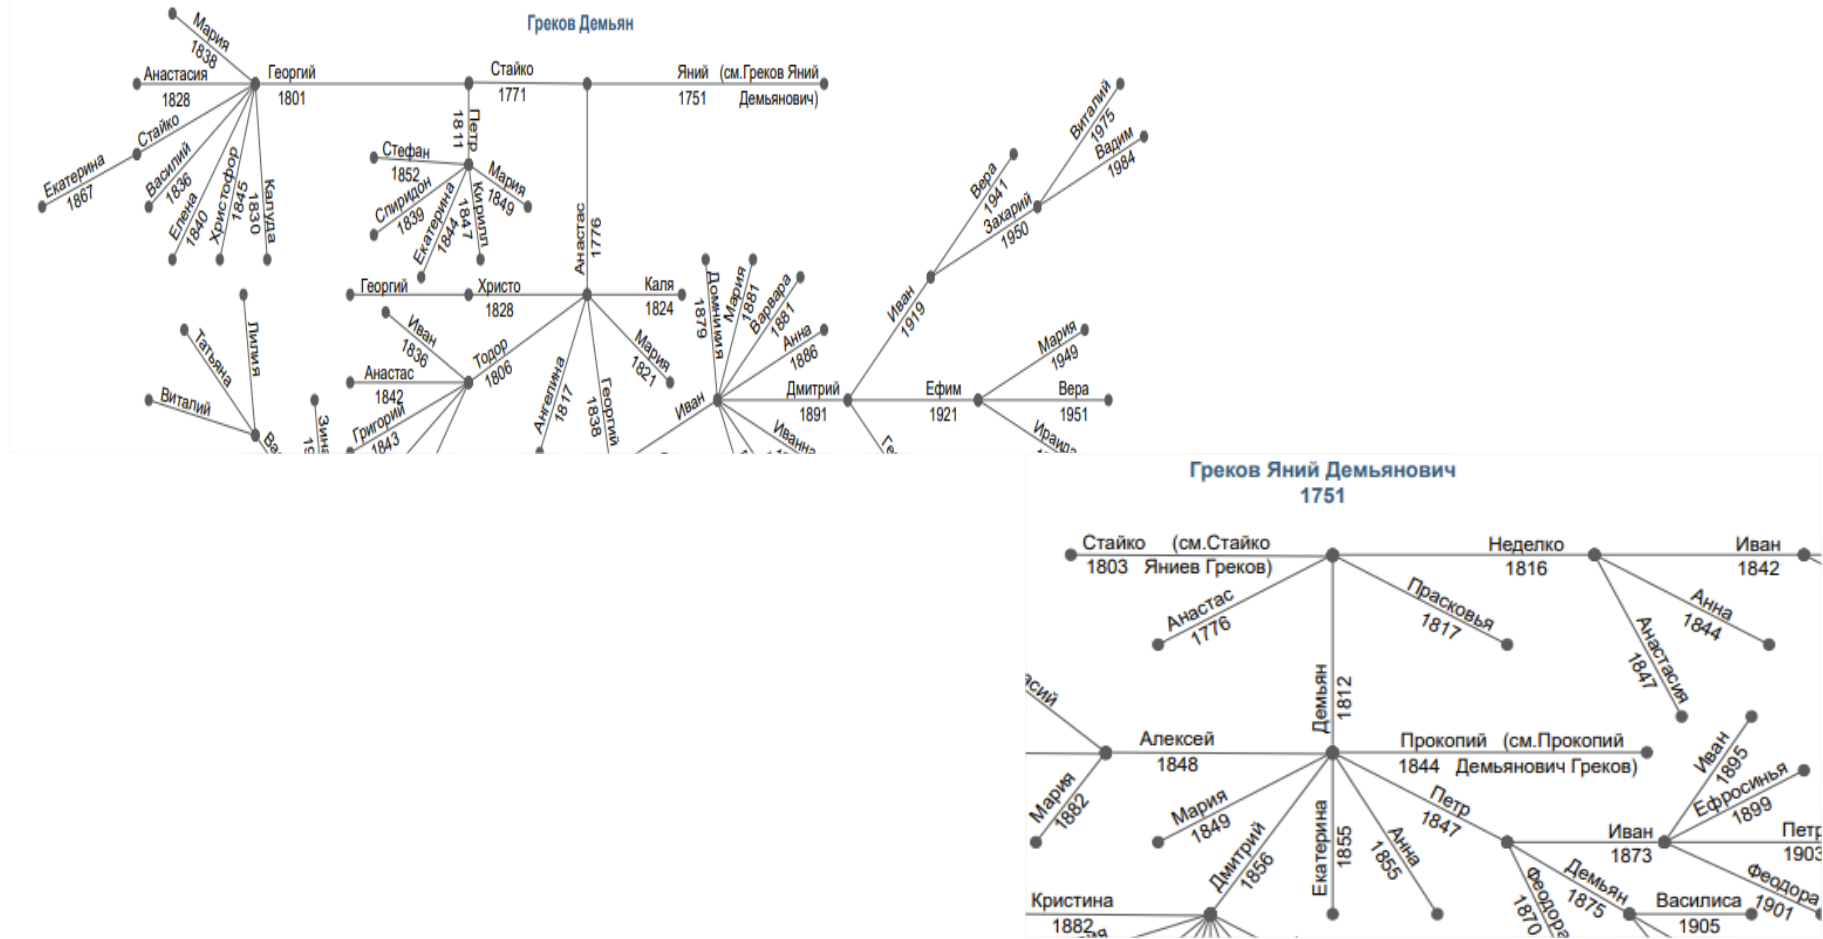 Греков Демьян
Мария
1838
Анастасия
1828
Георгий
1801
Стайко
1771
Яний (см.Греков Яний
1751 Демьянович)
Стайко
Екатерина
1867
Василий
1836
Елена
1840
Христофор
1845
Калуда
1830
Петр
1811
Стефан
1852
Спиридон
1839
Екатерина
1844
Кирилл
1847
Мария
1849
Анастас
1776
Виталий
1975
Вадим
1984
Вера
1941
Захарий
1950
Иван
1919
Георгий
Христо
1828
Каля
1824
Иван
1836
Тодор
1806
Анастас
1842
Григорий
1843
Ангелина
1817
Георгий
1838
Мария
1821
Домникия
1879
Мария
1881
Варвара
1881
Анна
1886
Иван
Дмитрий
1891
Ефим
1921
Мария
1949
Вера
1951
Ираида
Иванна
Лилия
Татьяна
Виталий
Греков Яний Демьянович
1751
Стайко (см.Стайко
1803 Яниев Греков)
Неделко
1816
Иван
1842
Анастас
1776
Прасковья
1817
Анна
1844
Анастасия
1847
Демьян
1812
Алексей
1848
Прокопий (см.Прокопий
1844 Демьянович Греков)
Мария
1882
Мария
1849
Дмитрий
1856
Екатерина
1855
Анна
1855
Петр
1847
Иван
1895
Ефросинья
1899
Иван
1873
Петр
1903
Феодора
1901
Феодора
1870
Демьян
1875
Василиса
1905
Кристина
1882